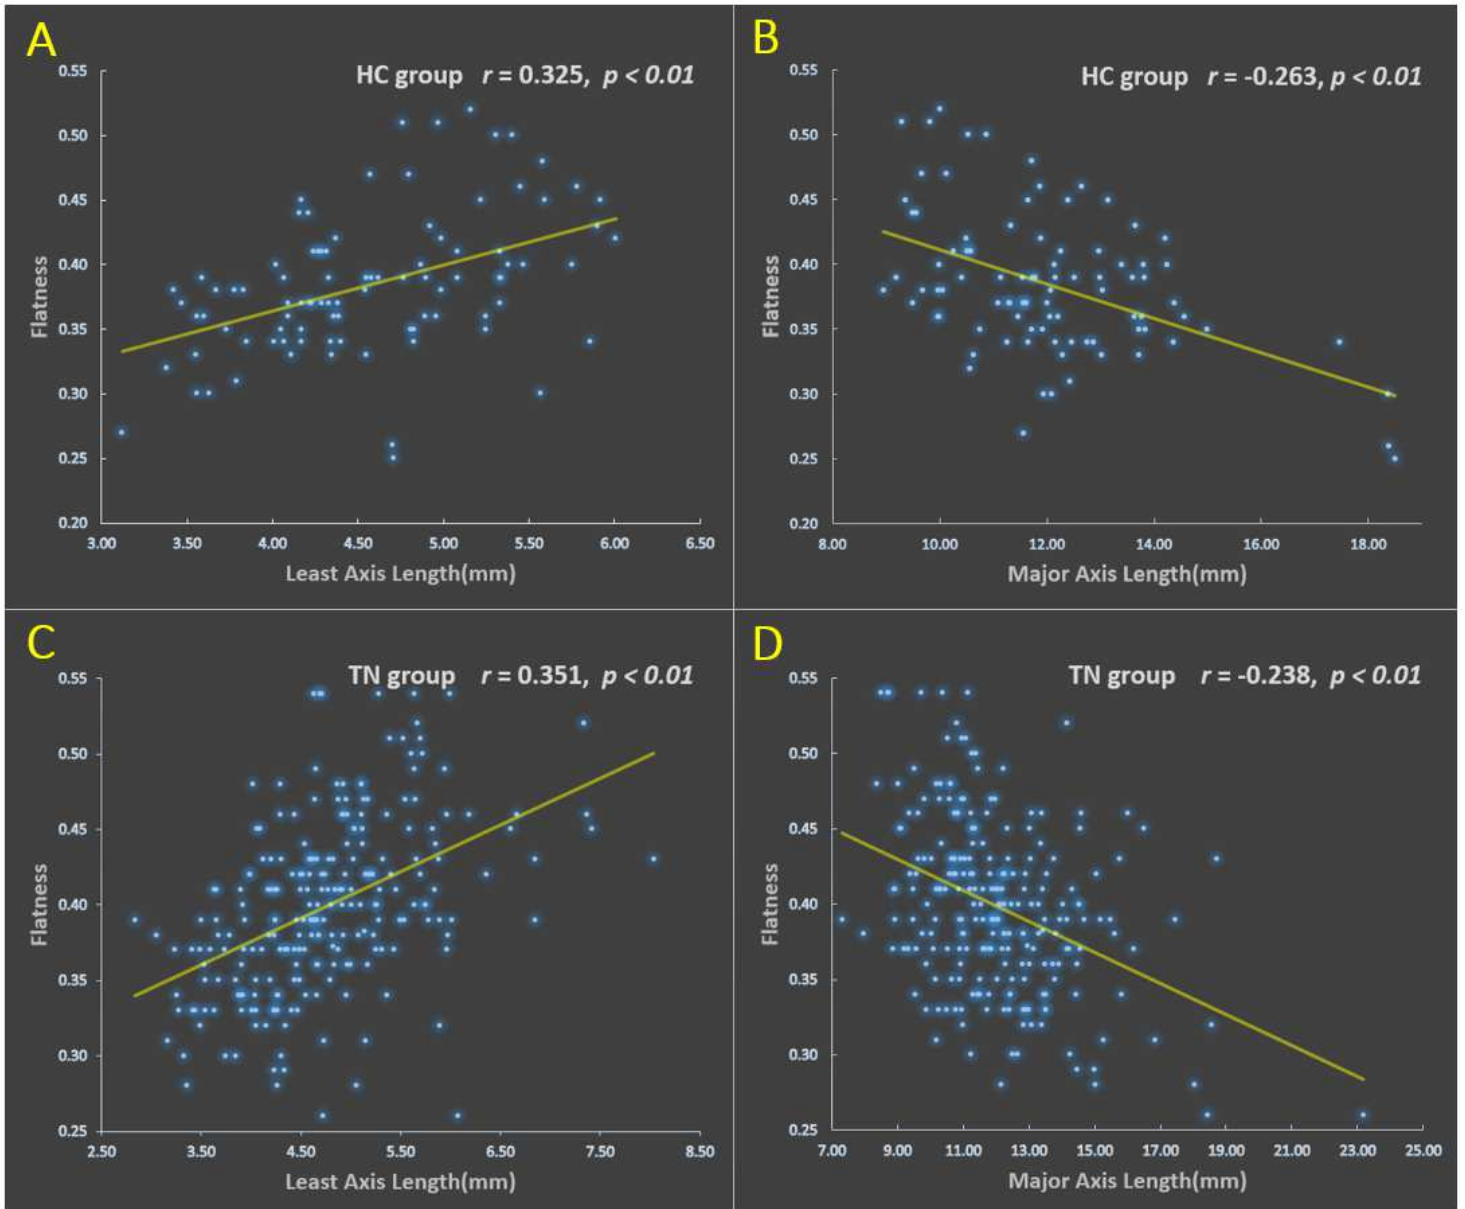 A
HC group r = 0.325, p < 0.01
0.55
0.50
0.45
0.40
0.35
0.30
0.25
0.20
Flatness
3.00 3.50 4.00 4.50 5.00 5.50 6.00 6.50
Least Axis Length(mm)
B
HC group r = -0.263, p < 0.01
0.55
0.50
0.45
0.40
0.35
0.30
0.25
0.20
Flatness
8.00 10.00 12.00 14.00 16.00 18.00
Major Axis Length(mm)
C
TN group r = 0.351, p < 0.01
0.55
0.50
0.45
0.40
0.35
0.30
0.25
Flatness
2.50 3.50 4.50 5.50 6.50 7.50 8.50
Least Axis Length(mm)
D
TN group r = -0.238, p < 0.01
0.55
0.50
0.45
0.40
0.35
0.30
0.25
Flatness
7.00 9.00 11.00 13.00 15.00 17.00 19.00 21.00 23.00 25.00
Major Axis Length(mm)